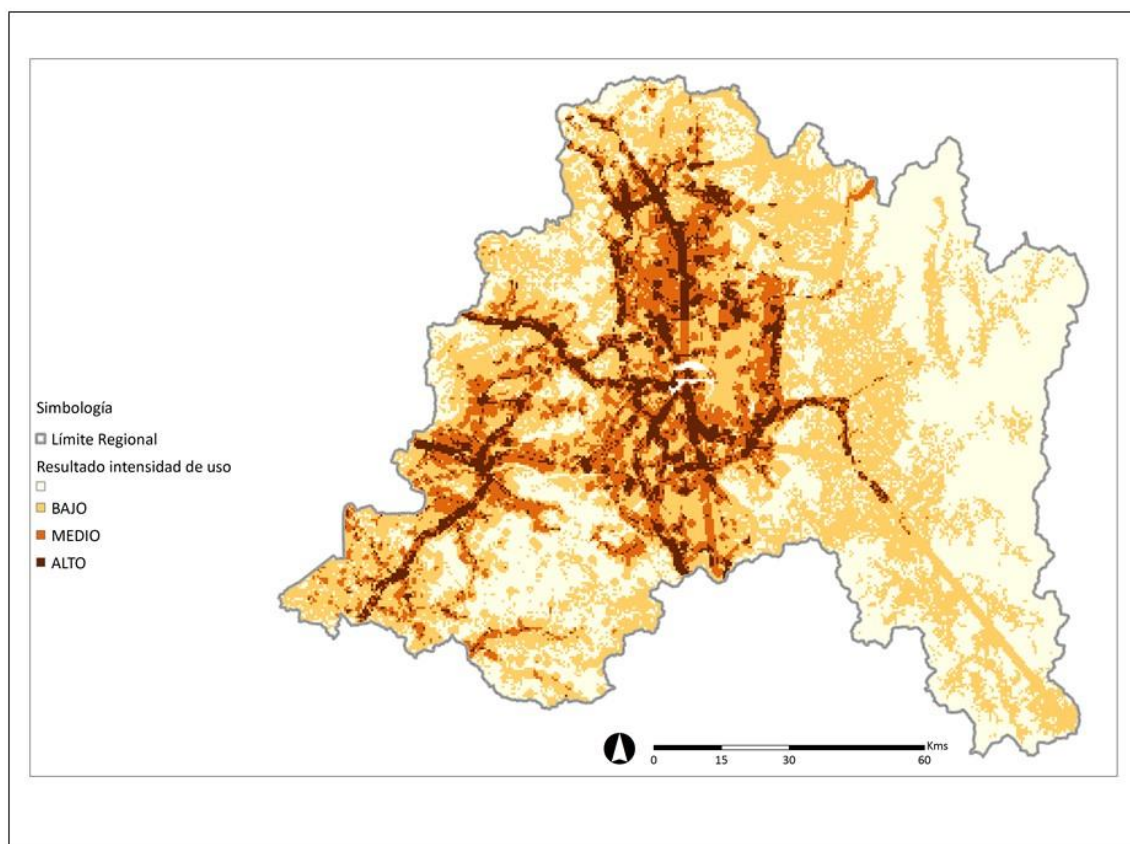 Simbología
Límite Regional
Resultado intensidad de uso
BAJO
MEDIO
ALTO
Kms
0 15 30 60